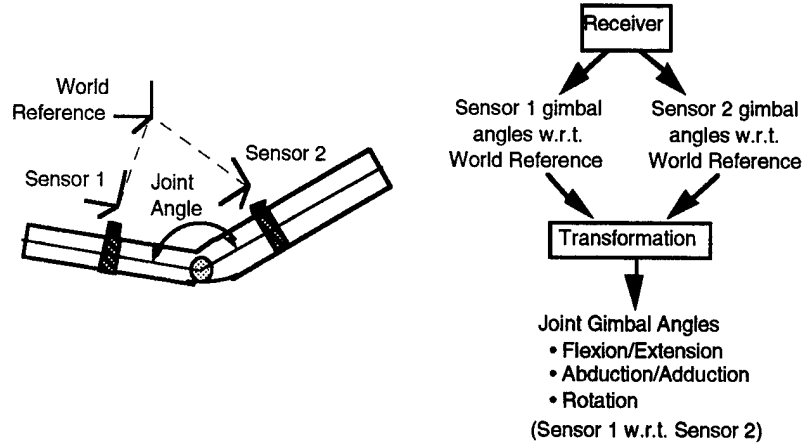 World
Reference
Sensor 1
Joint
Angle
Sensor 2
Receiver
Sensor 1 gimbal
angles w.r.t.
World Reference
Sensor 2 gimbal
angles w.r.t.
World Reference
Transformation
Joint Gimbal Angles
• Flexion/Extension
• Abduction/Adduction
• Rotation
(Sensor 1 w.r.t. Sensor 2)